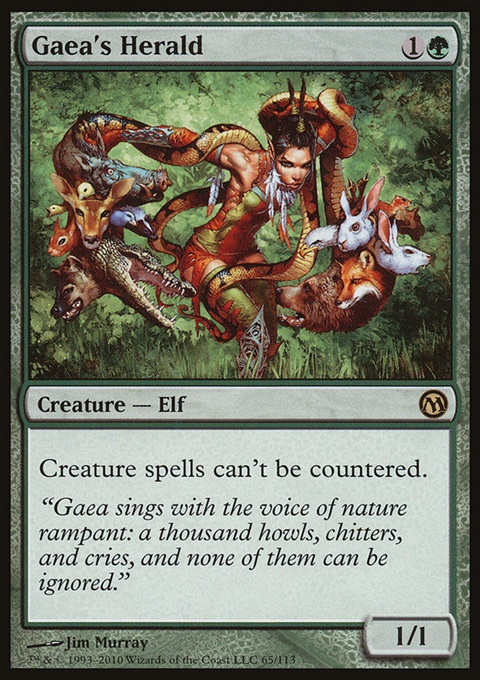 Gaea's Herald 1
Creature — Elf
Creature spells can't be countered.
“Gaea sings with the voice of nature
rampant: a thousand howls, chitters,
and cries, and none of them can be
ignored.”
Jim Murray 1/1
™ & © 1993–2010 Wizards of the Coast LLC 65/113